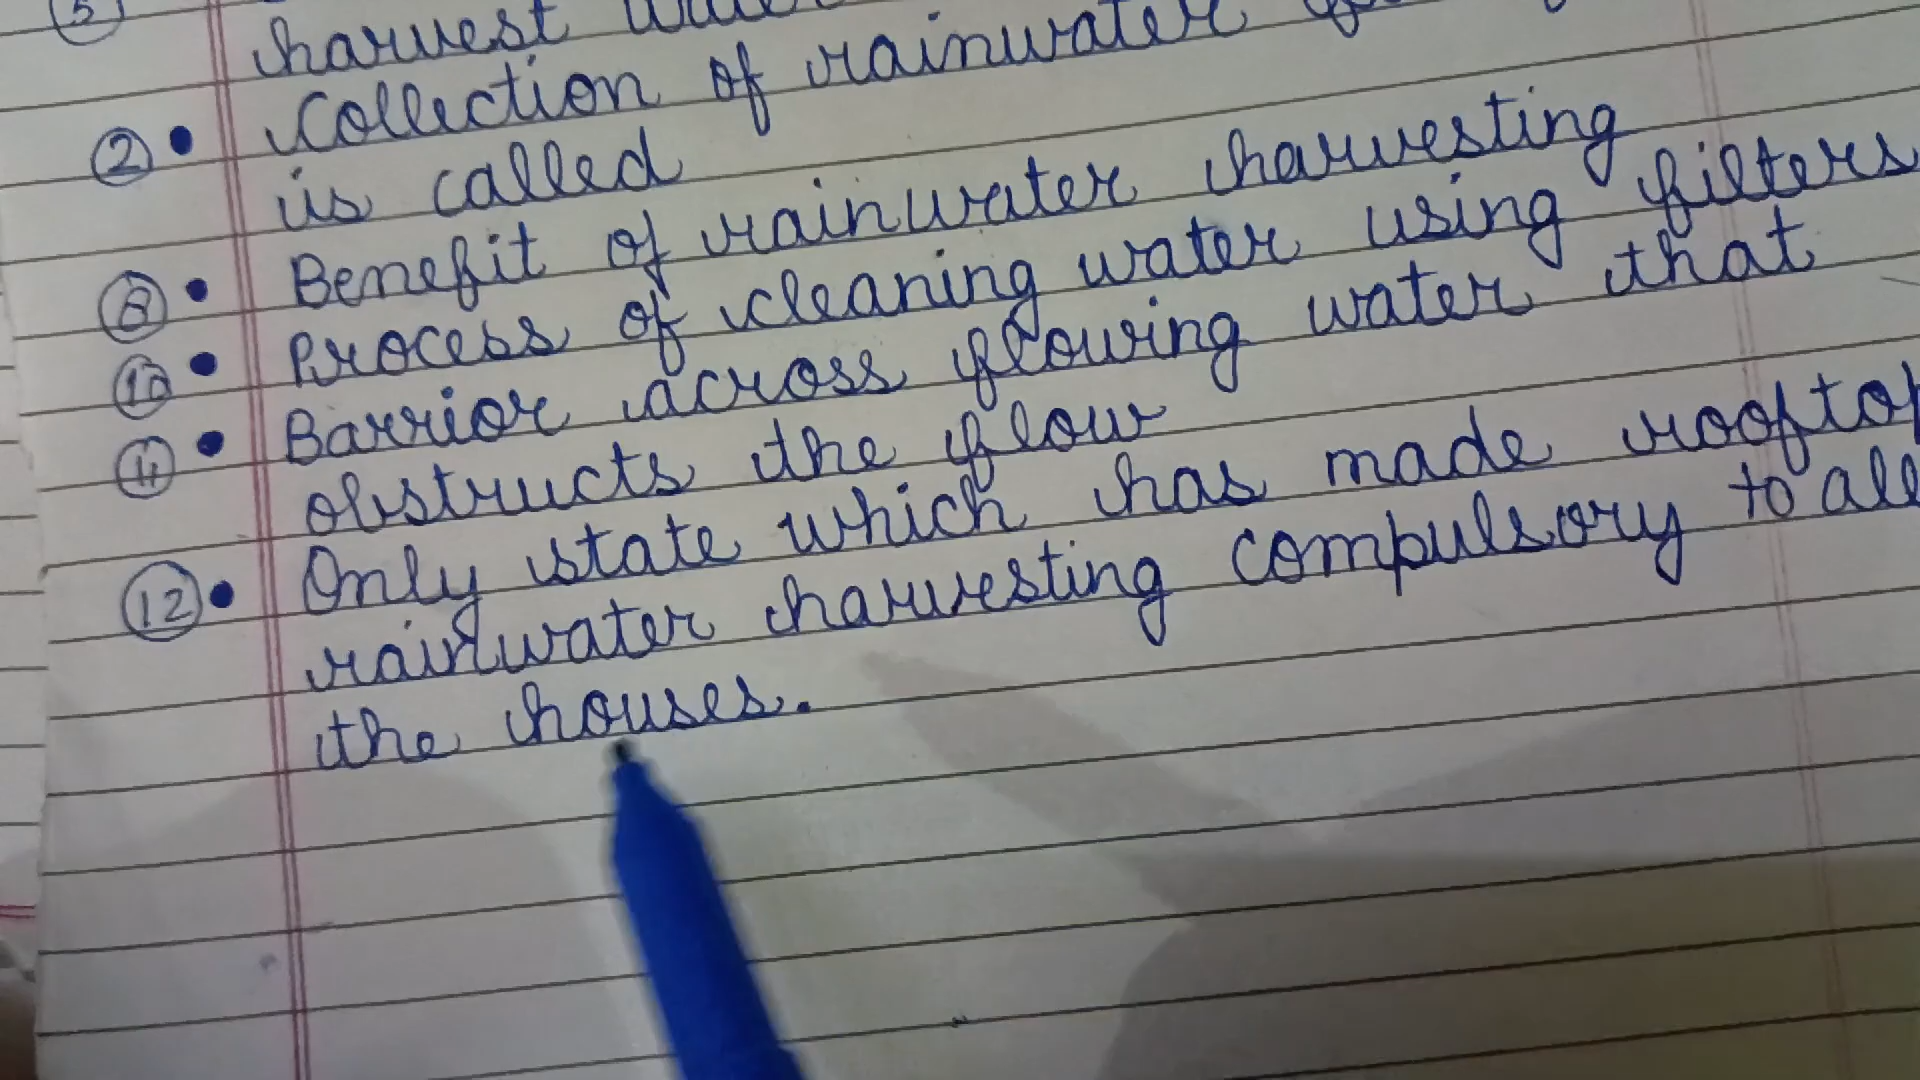 5
harvest
2 • Collection of rainwater
is called
8 • Benefit of rainwater harvesting
10 • Process of cleaning water using filters
11 • Barrier across flowing water that
obstructs the flow
12 • Only state which has made rooftop
rainwater harvesting compulsory to all
the houses.